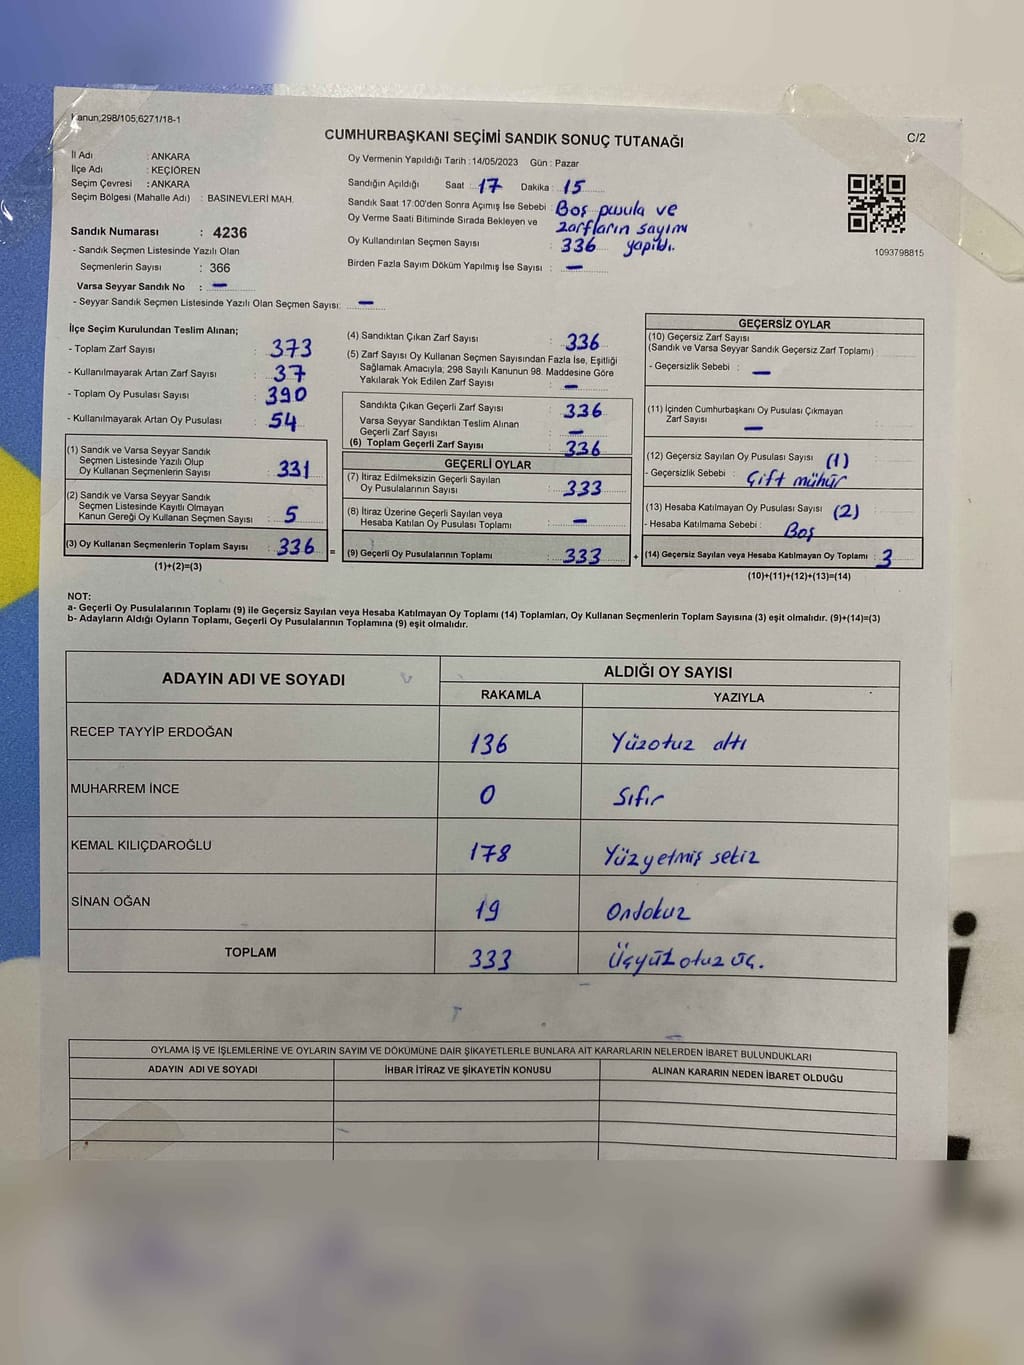 Kanun;298/105;6271/18-1
CUMHURBAŞKANI SEÇİMİ SANDIK SONUÇ TUTANAĞI
C/2
İl Adı : ANKARA
İlçe Adı : KEÇİÖREN
Seçim Çevresi : ANKARA
Seçim Bölgesi (Mahalle Adı) : BASINEVLERİ MAH.
Sandık Numarası : 4236
- Sandık Seçmen Listesinde Yazılı Olan
Seçmenlerin Sayısı : 366
Varsa Seyyar Sandık No : —
- Seyyar Sandık Seçmen Listesinde Yazılı Olan Seçmen Sayısı: —
Oy Vermenin Yapıldığı Tarih : 14/05/2023 Gün : Pazar
Sandığın Açıldığı Saat : 17 Dakika : 15
Sandık Saat 17:00'den Sonra Açımış İse Sebebi : Boş pusula ve
zarfların sayımı
yapıldı.
Oy Verme Saati Bitiminde Sırada Bekleyen ve
Oy Kullandırılan Seçmen Sayısı : 336
Birden Fazla Sayım Döküm Yapılmış İse Sayısı : —
1093798815
İlçe Seçim Kurulundan Teslim Alınan;
- Toplam Zarf Sayısı : 373
- Kullanılmayarak Artan Zarf Sayısı : 37
- Toplam Oy Pusulası Sayısı : 390
- Kullanılmayarak Artan Oy Pusulası : 54
(1) Sandık ve Varsa Seyyar Sandık
Seçmen Listesinde Yazılı Olup
Oy Kullanan Seçmenlerin Sayısı : 331
(2) Sandık ve Varsa Seyyar Sandık
Seçmen Listesinde Kayıtlı Olmayan
Kanun Gereği Oy Kullanan Seçmen Sayısı : 5
(3) Oy Kullanan Seçmenlerin Toplam Sayısı : 336 =
(1)+(2)=(3)
(4) Sandıktan Çıkan Zarf Sayısı : 336
(5) Zarf Sayısı Oy Kullanan Seçmen Sayısından Fazla İse, Eşitliği
Sağlamak Amacıyla; 298 Sayılı Kanunun 98. Maddesine Göre
Yakılarak Yok Edilen Zarf Sayısı : —
Sandıkta Çıkan Geçerli Zarf Sayısı : 336
Varsa Seyyar Sandıktan Teslim Alınan
Geçerli Zarf Sayısı : —
(6) Toplam Geçerli Zarf Sayısı : 336
GEÇERLİ OYLAR
(7) İtiraz Edilmeksizin Geçerli Sayılan
Oy Pusulalarının Sayısı : 333
(8) İtiraz Üzerine Geçerli Sayılan veya
Hesaba Katılan Oy Pusulası Toplamı : —
(9) Geçerli Oy Pusulalarının Toplamı : 333 +
GEÇERSİZ OYLAR
(10) Geçersiz Zarf Sayısı
(Sandık ve Varsa Seyyar Sandık Geçersiz Zarf Toplamı) :
- Geçersizlik Sebebi : —
(11) İçinden Cumhurbaşkanı Oy Pusulası Çıkmayan
Zarf Sayısı : —
(12) Geçersiz Sayılan Oy Pusulası Sayısı : (1)
- Geçersizlik Sebebi : Çift mühür
(13) Hesaba Katılmayan Oy Pusulası Sayısı : (2)
- Hesaba Katılmama Sebebi : Boş
(14) Geçersiz Sayılan veya Hesaba Katılmayan Oy Toplamı : 3
(10)+(11)+(12)+(13)=(14)
NOT:
a- Geçerli Oy Pusulalarının Toplamı (9) ile Geçersiz Sayılan veya Hesaba Katılmayan Oy Toplamı (14) Toplamları, Oy Kullanan Seçmenlerin Toplam Sayısına (3) eşit olmalıdır. (9)+(14)=(3)
b- Adayların Aldığı Oyların Toplamı, Geçerli Oy Pusulalarının Toplamına (9) eşit olmalıdır.
ADAYIN ADI VE SOYADI
ALDIĞI OY SAYISI
RAKAMLA YAZIYLA
RECEP TAYYİP ERDOĞAN 136 Yüzotuz altı
MUHARREM İNCE 0 Sıfır
KEMAL KILIÇDAROĞLU 178 Yüzyetmiş sekiz
SİNAN OĞAN 19 Ondokuz
TOPLAM 333 Üçyüz otuz üç.
OYLAMA İŞ VE İŞLEMLERİNE VE OYLARIN SAYIM VE DÖKÜMÜNE DAİR ŞİKAYETLERLE BUNLARA AİT KARARLARIN NELERDEN İBARET BULUNDUKLARI
ADAYIN ADI VE SOYADI İHBAR İTİRAZ VE ŞİKAYETİN KONUSU ALINAN KARARIN NEDEN İBARET OLDUĞU